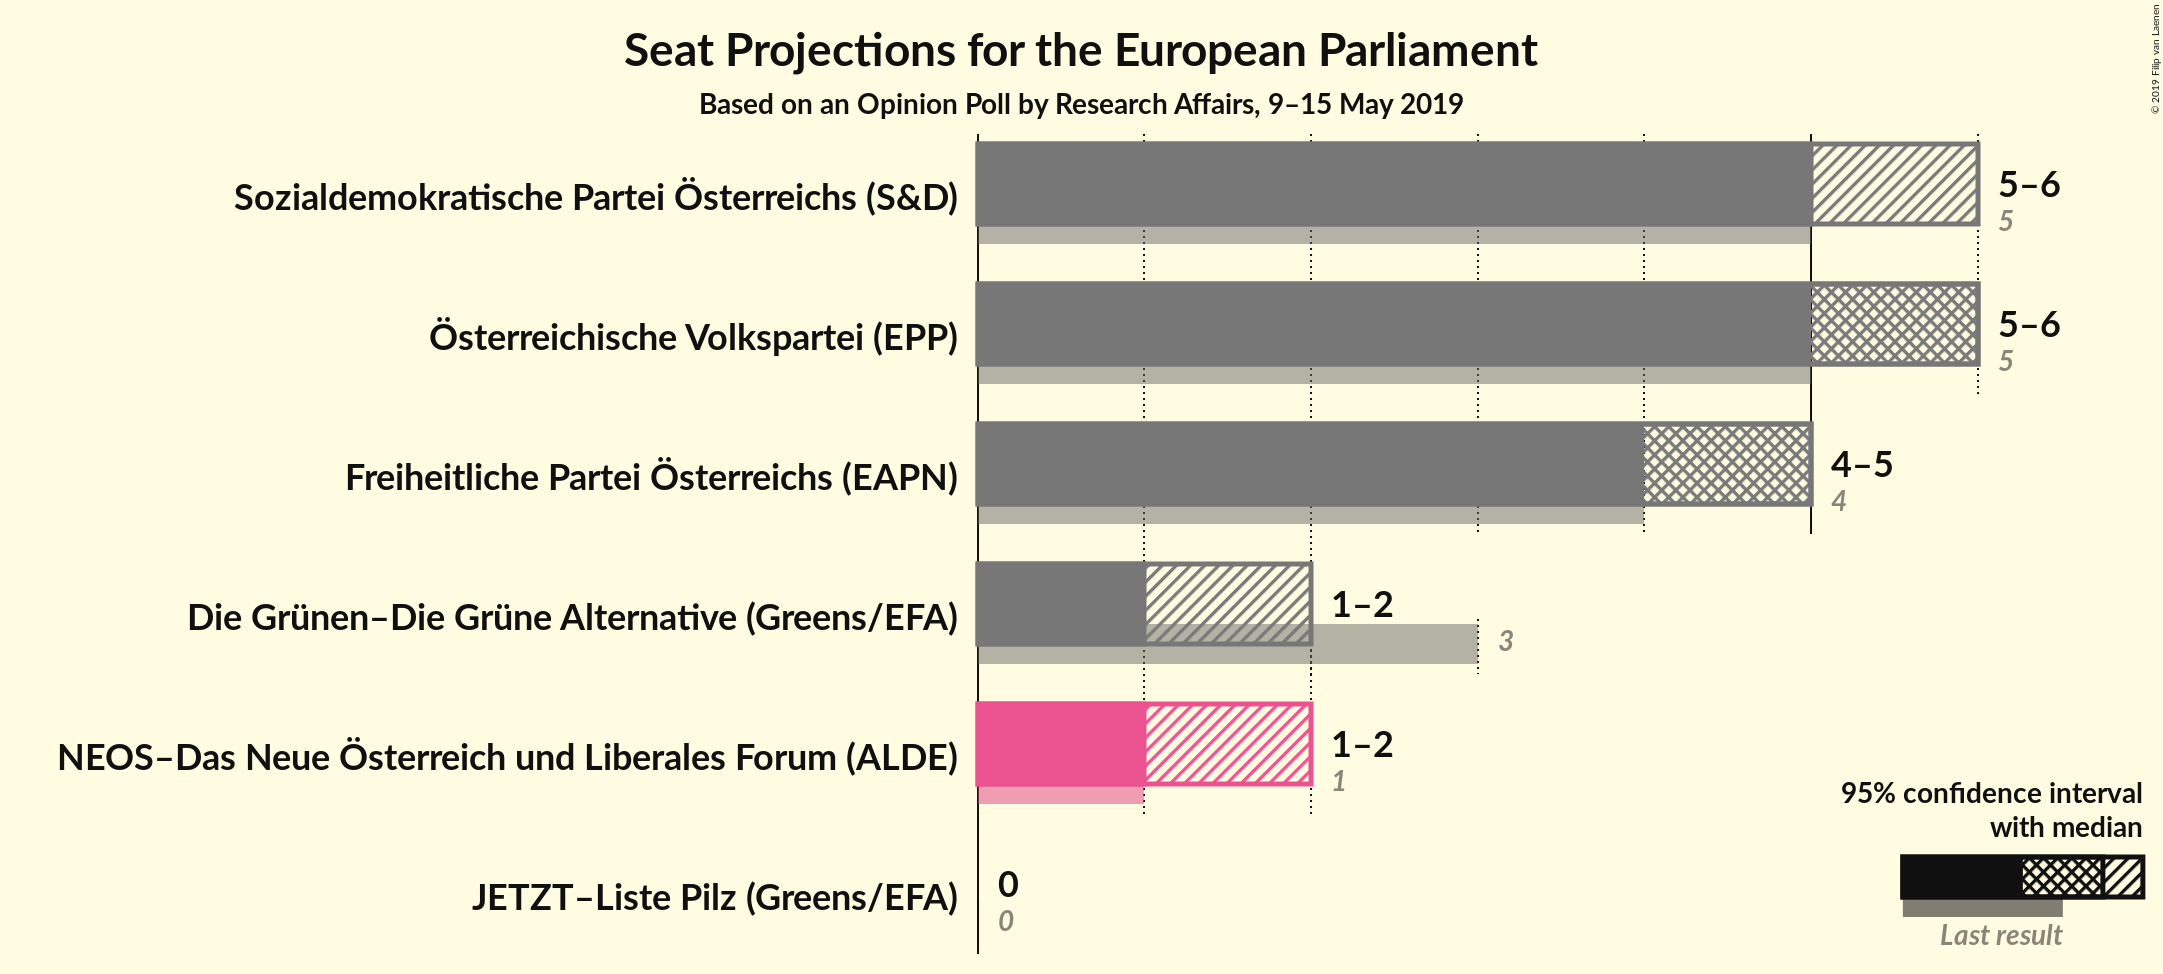 Seat Projections for the European Parliament
Based on an Opinion Poll by Research Affairs, 9–15 May 2019
© 2019 Filip van Laenen
Sozialdemokratische Partei Österreichs (S&D)
5–6
5
Österreichische Volkspartei (EPP)
5–6
5
Freiheitliche Partei Österreichs (EAPN)
4–5
4
Die Grünen–Die Grüne Alternative (Greens/EFA)
1–2
3
NEOS–Das Neue Österreich und Liberales Forum (ALDE)
1–2
1
JETZT–Liste Pilz (Greens/EFA)
0
0
95% confidence interval
with median
Last result